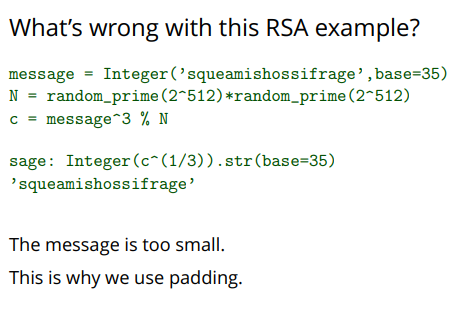 What's wrong with this RSA example?
message = Integer(’squeamishossifrage’,base=35)
N = random_prime(2^512)*random_prime(2^512)
c = message^3 % N
sage: Integer(c^(1/3)).str(base=35)
’squeamishossifrage’
The message is too small.
This is why we use padding.